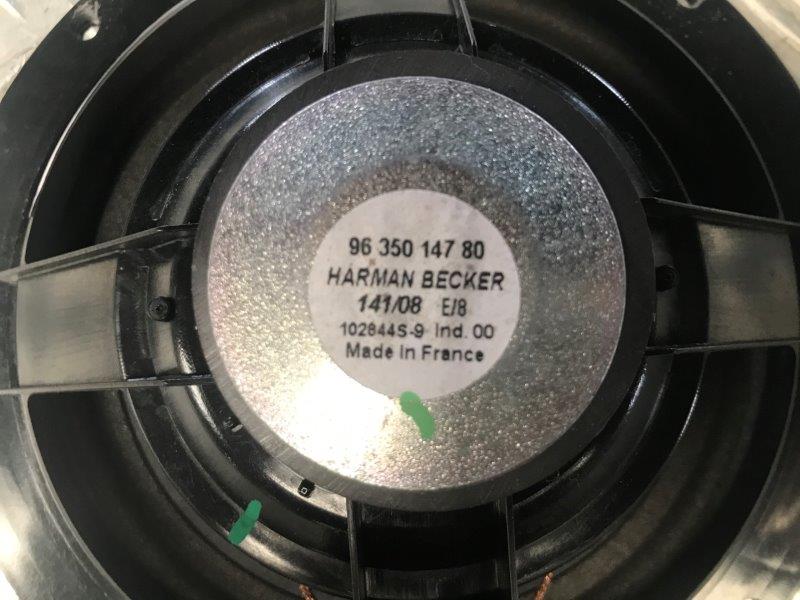 96 350 147 80
HARMAN BECKER
141/08 E/8
102844S-9 Ind. 00
Made In France